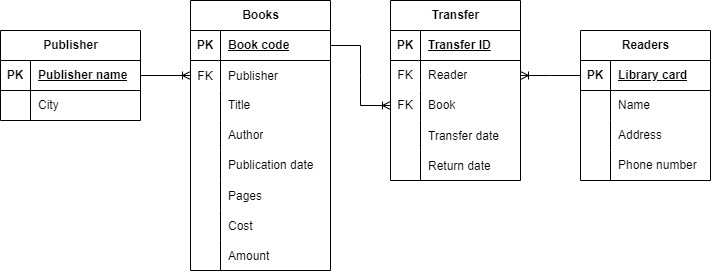 Publisher
PK Publisher name
City
Books
PK Book code
FK Publisher
Title
Author
Publication date
Pages
Cost
Amount
Transfer
PK Transfer ID
FK Reader
FK Book
Transfer date
Return date
Readers
PK Library card
Name
Address
Phone number